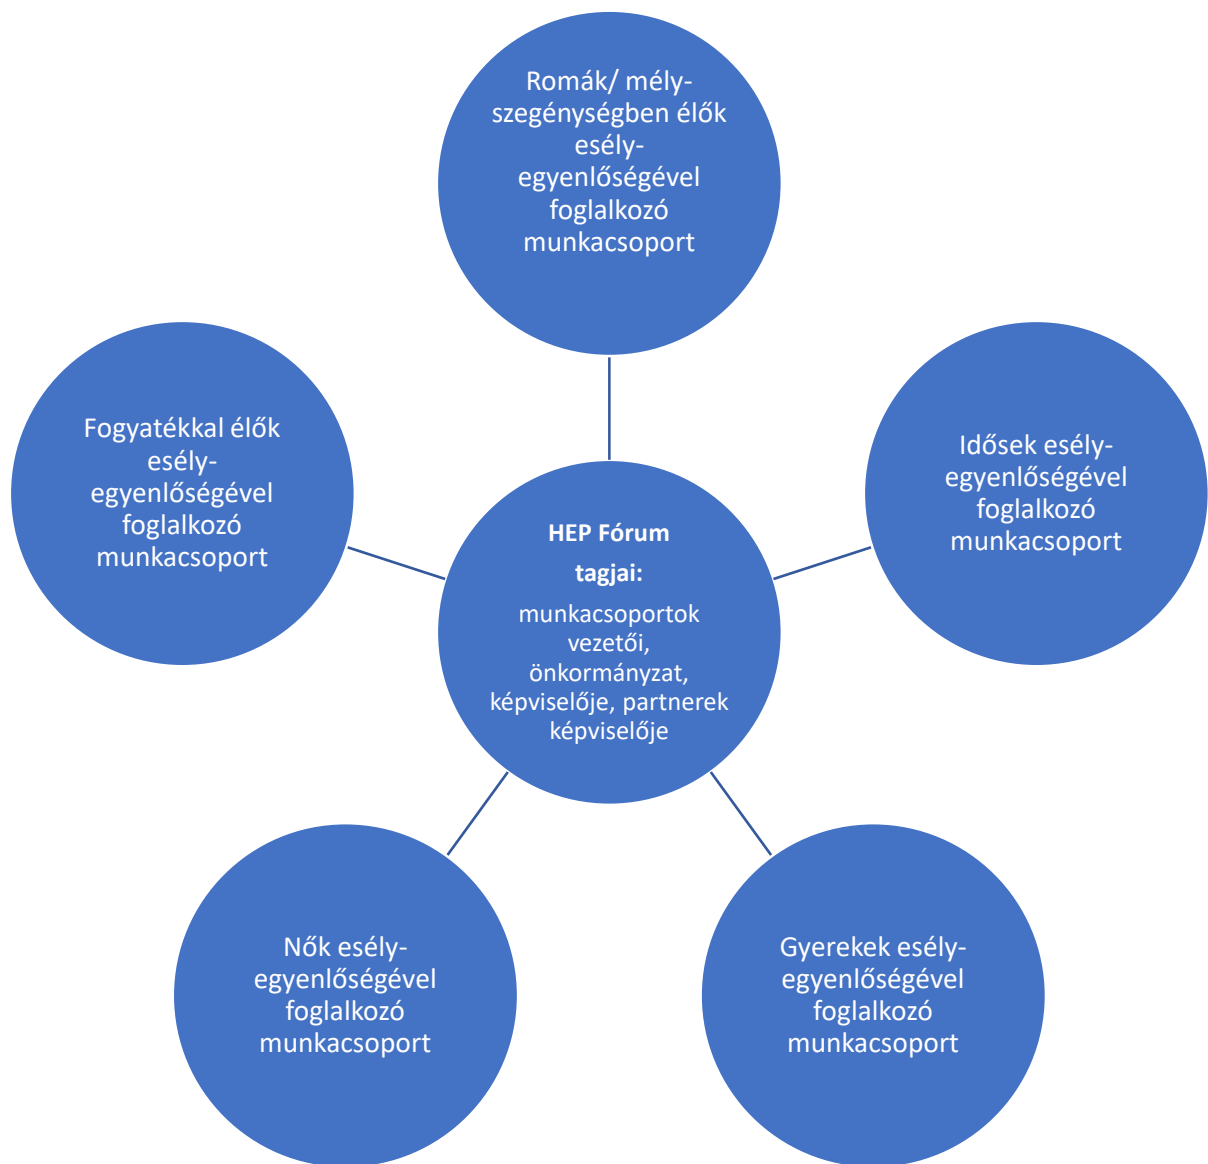 Romák/ mély-
szegénységben élők
esély-
egyenlőségével
foglalkozó
munkacsoport
Fogyatékkal élők
esély-
egyenlőségével
foglalkozó
munkacsoport
Idősek esély-
egyenlőségével
foglalkozó
munkacsoport
HEP Fórum
tagjai:
munkacsoportok
vezetői,
önkormányzat,
képviselője, partnerek
képviselője
Nők esély-
egyenlőségével
foglalkozó
munkacsoport
Gyerekek esély-
egyenlőségével
foglalkozó
munkacsoport